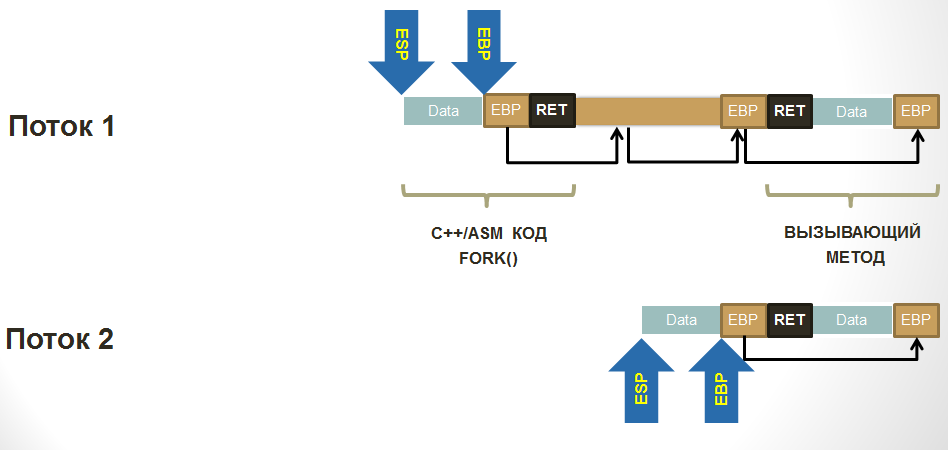 ESP
EBP
Поток 1
Data
EBP
RET
EBP
RET
Data
EBP
C++/ASM КОД
FORK()
ВЫЗЫВАЮЩИЙ
МЕТОД
Поток 2
Data
EBP
RET
Data
EBP
ESP
EBP